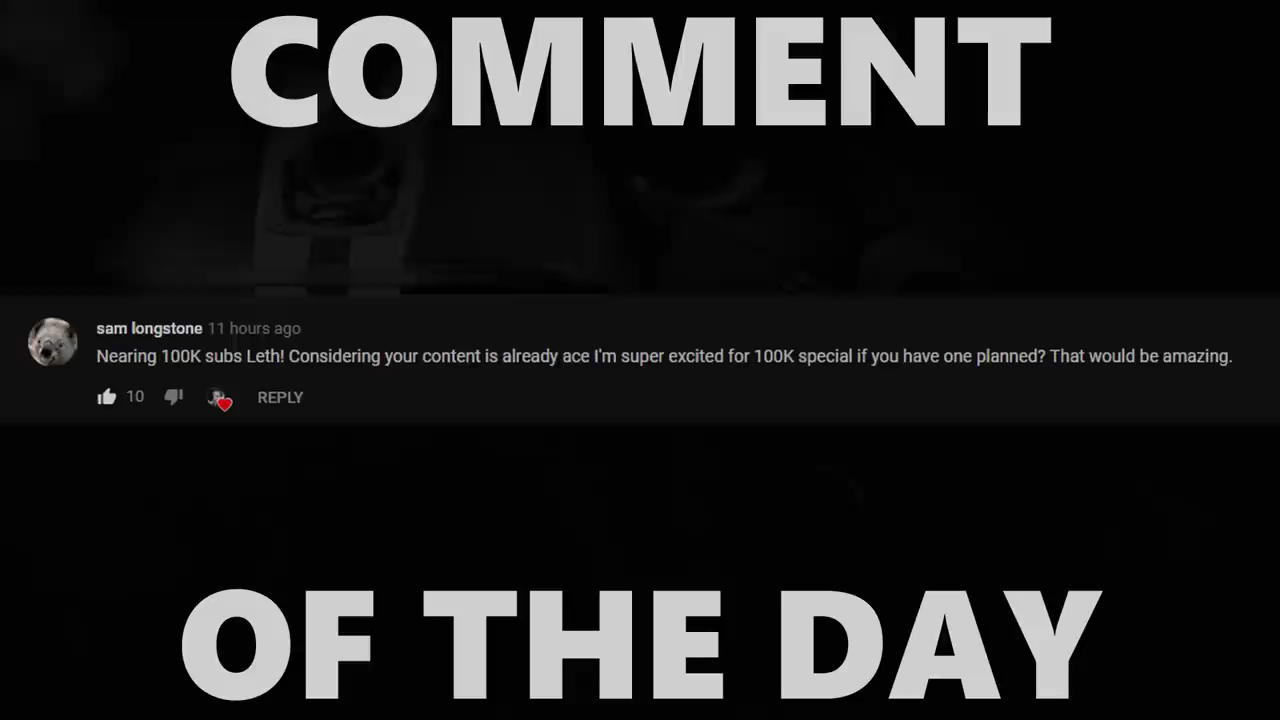 COMMENT
sam longstone 11 hours ago
Nearing 100K subs Leth! Considering your content is already ace I'm super excited for 100K special if you have one planned? That would be amazing.
10 REPLY
OF THE DAY